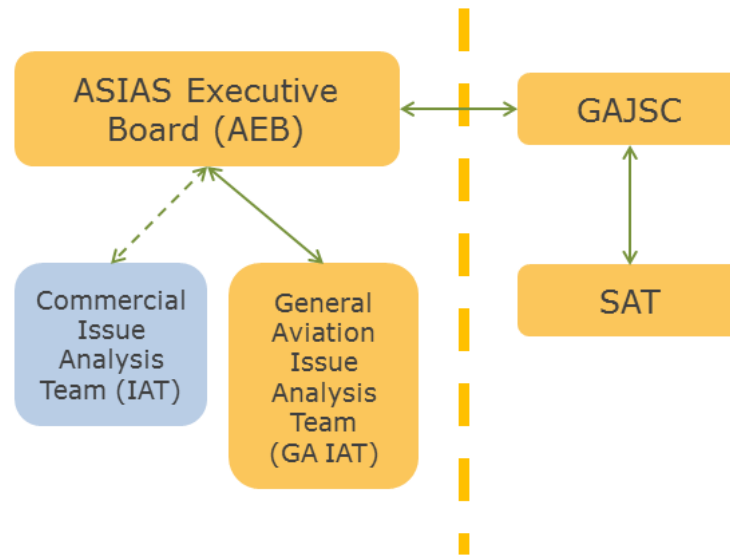 ASIAS Executive
Board (AEB)
GAJSC
Commercial
Issue
Analysis
Team (IAT)
General
Aviation
Issue
Analysis
Team
(GA IAT)
SAT